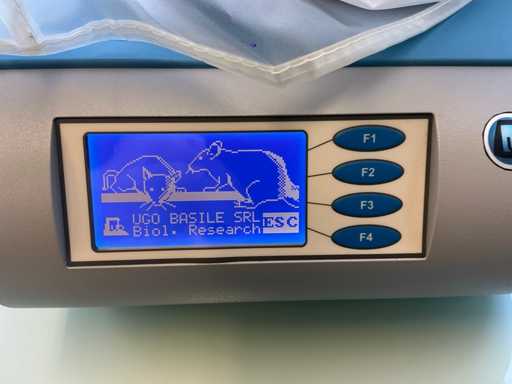 UGO BASILE SRL
Biol. Research
ESC
F1
F2
F3
F4